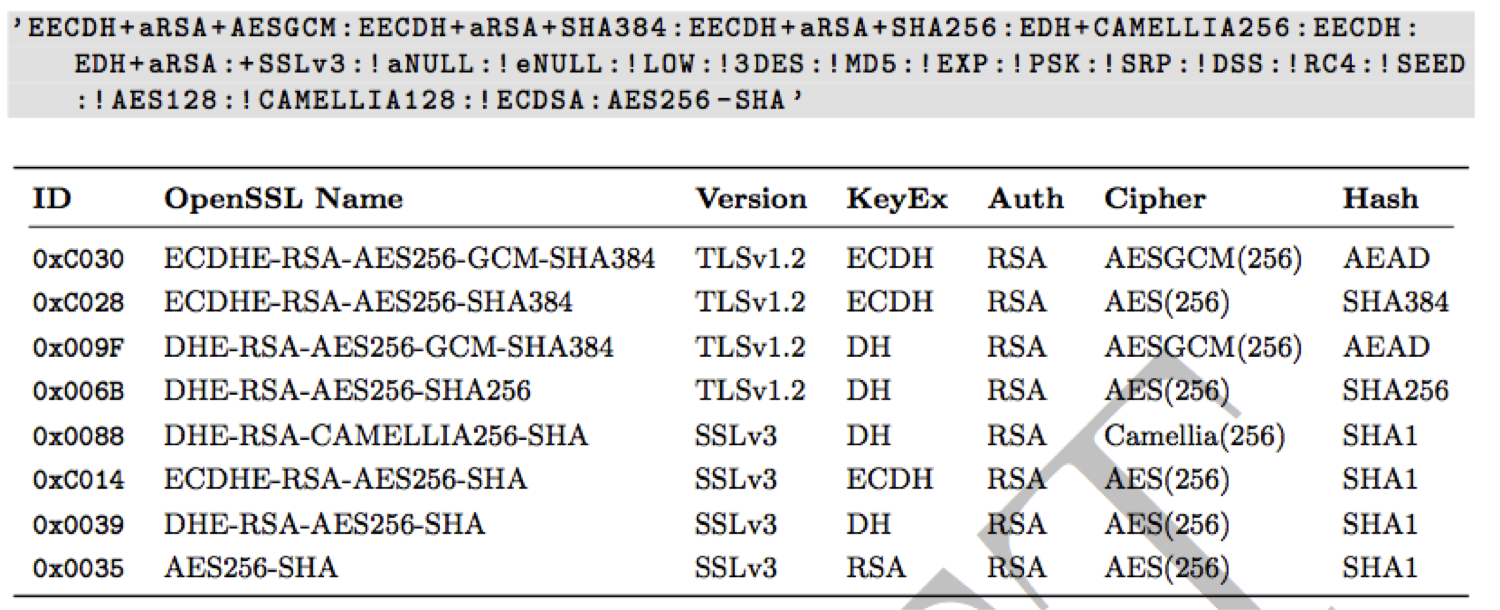 ’EECDH+aRSA+AESGCM:EECDH+aRSA+SHA384:EECDH+aRSA+SHA256:EDH+CAMELLIA256:EECDH:
EDH+aRSA:+SSLv3:!aNULL:!eNULL:!LOW:!3DES:!MD5:!EXP:!PSK:!SRP:!DSS:!RC4:!SEED
:!AES128:!CAMELLIA128:!ECDSA:AES256-SHA’
ID OpenSSL Name Version KeyEx Auth Cipher Hash
0xC030 ECDHE-RSA-AES256-GCM-SHA384 TLSv1.2 ECDH RSA AESGCM(256) AEAD
0xC028 ECDHE-RSA-AES256-SHA384 TLSv1.2 ECDH RSA AES(256) SHA384
0x009F DHE-RSA-AES256-GCM-SHA384 TLSv1.2 DH RSA AESGCM(256) AEAD
0x006B DHE-RSA-AES256-SHA256 TLSv1.2 DH RSA AES(256) SHA256
0x0088 DHE-RSA-CAMELLIA256-SHA SSLv3 DH RSA Camellia(256) SHA1
0xC014 ECDHE-RSA-AES256-SHA SSLv3 ECDH RSA AES(256) SHA1
0x0039 DHE-RSA-AES256-SHA SSLv3 DH RSA AES(256) SHA1
0x0035 AES256-SHA SSLv3 RSA RSA AES(256) SHA1